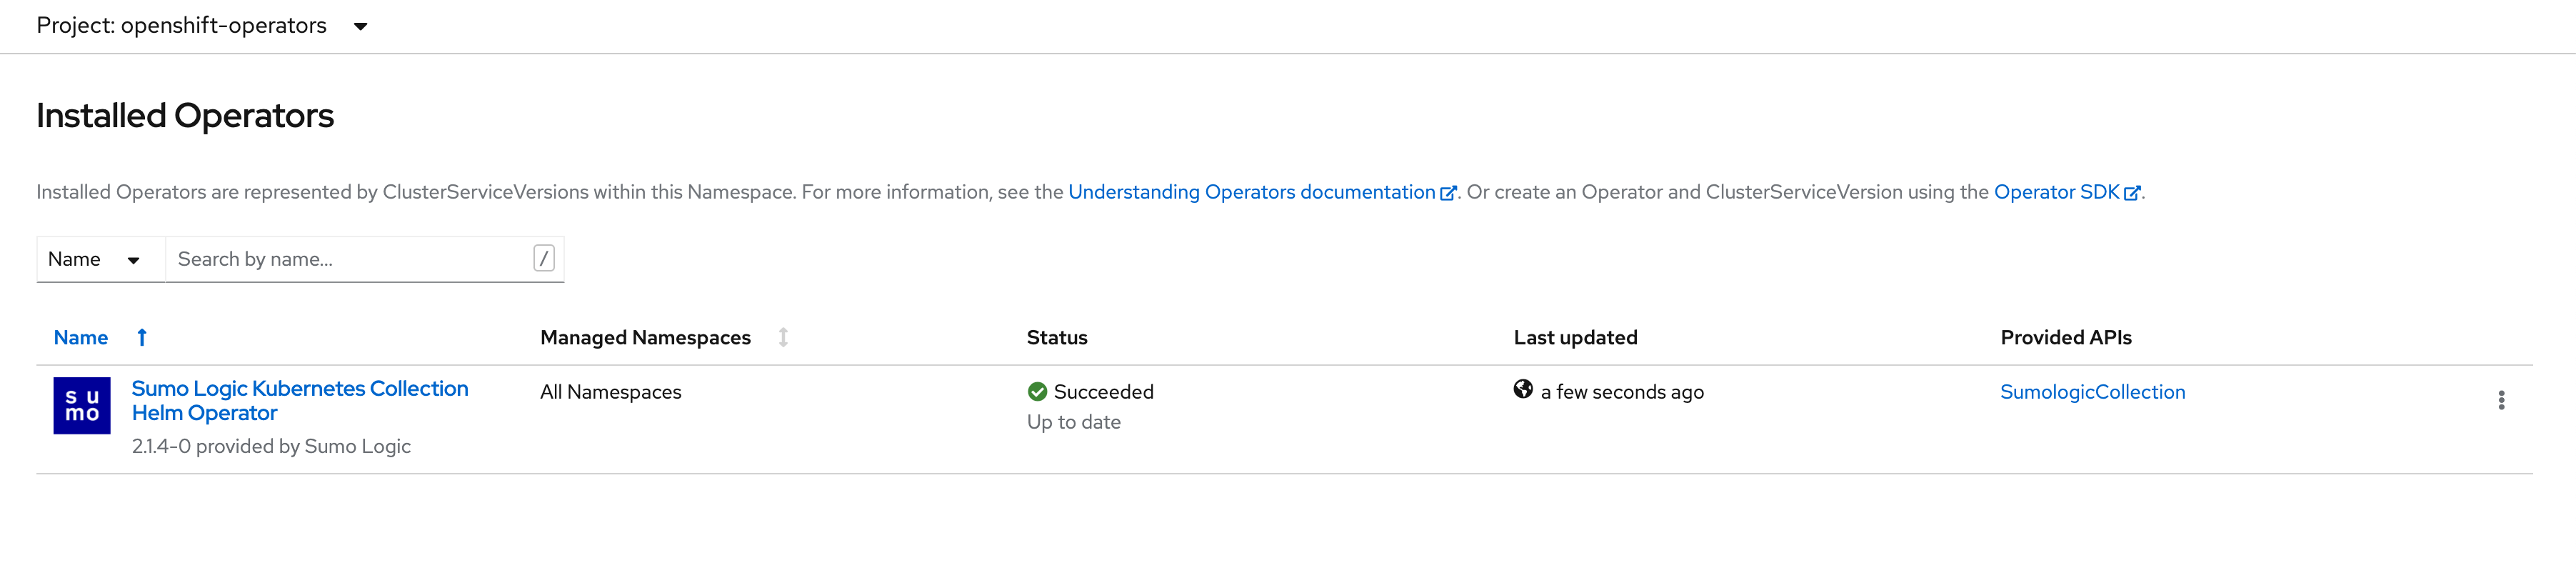 Project: openshift-operators
Installed Operators
Installed Operators are represented by ClusterServiceVersions within this Namespace. For more information, see the Understanding Operators documentation. Or create an Operator and ClusterServiceVersion using the Operator SDK.
Name Search by name... /
Name Managed Namespaces Status Last updated Provided APIs
su
mo
Sumo Logic Kubernetes Collection
Helm Operator
2.1.4-0 provided by Sumo Logic
All Namespaces
Succeeded
Up to date
a few seconds ago
SumologicCollection